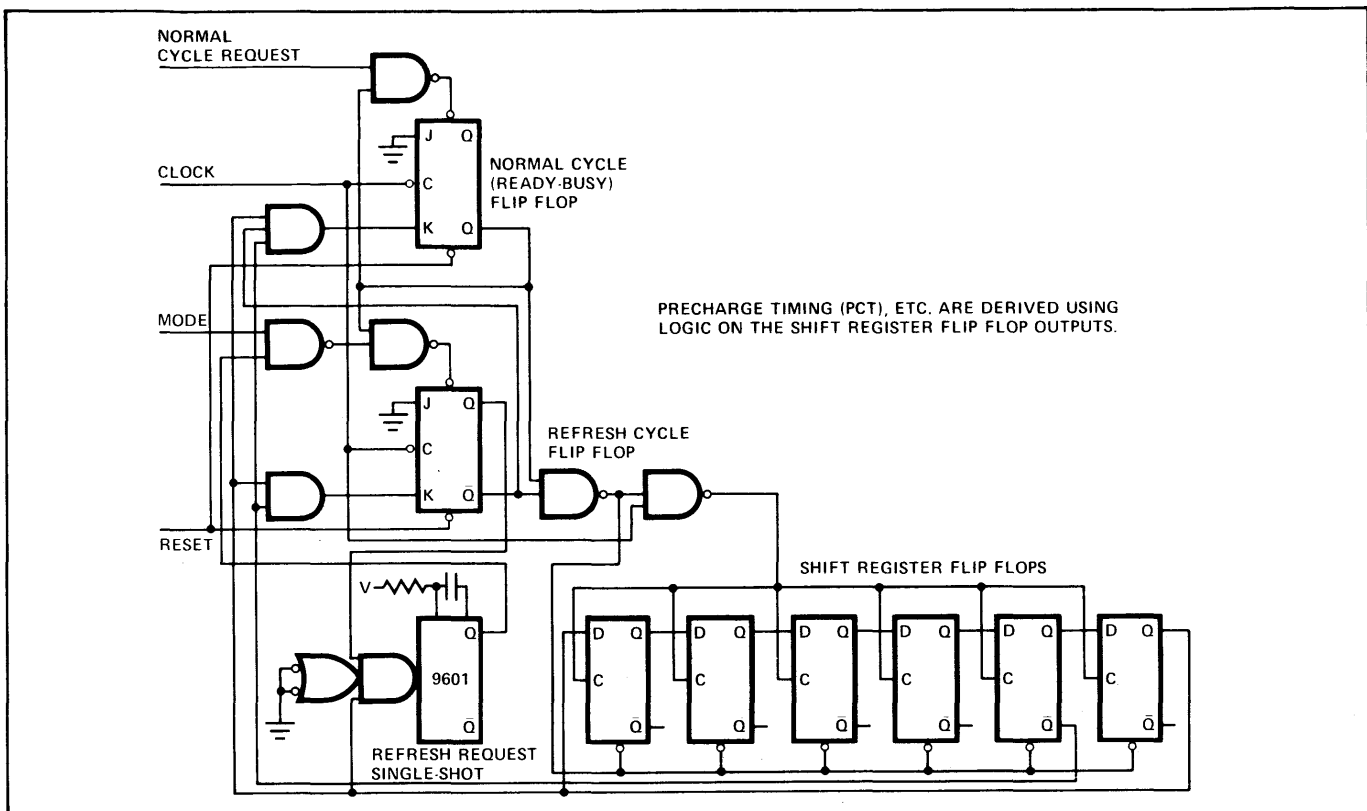 NORMAL
CYCLE REQUEST
J Q
CLOCK
C
NORMAL CYCLE
(READY-BUSY)
FLIP FLOP
K Q
PRECHARGE TIMING (PCT), ETC. ARE DERIVED USING
LOGIC ON THE SHIFT REGISTER FLIP FLOP OUTPUTS.
MODE
J Q
C
REFRESH CYCLE
FLIP FLOP
K Q̄
RESET
SHIFT REGISTER FLIP FLOPS
V
Q
9601
Q̄
REFRESH REQUEST
SINGLE-SHOT
D Q D Q D Q D Q D Q D Q
C C C C C C
Q̄ Q̄ Q̄ Q̄ Q̄ Q̄